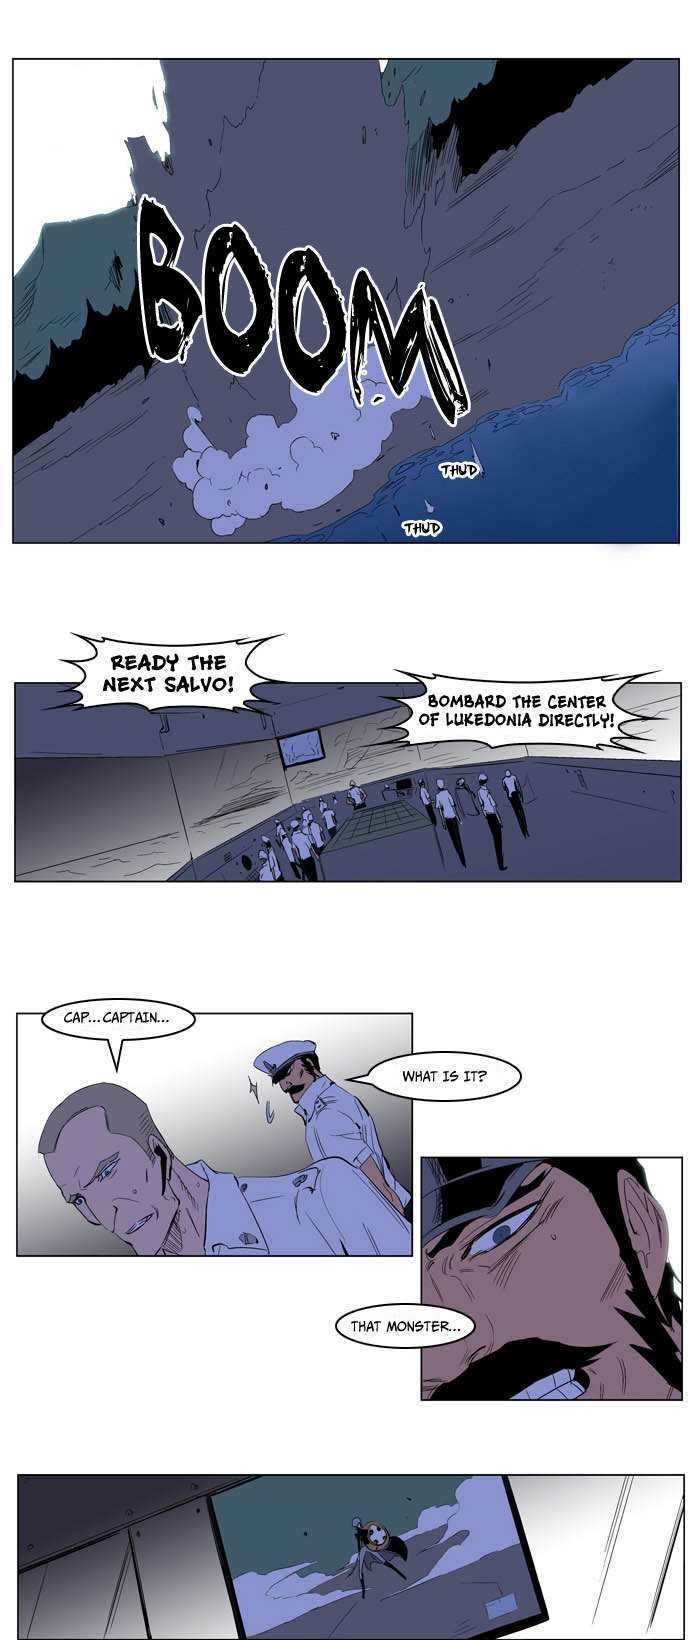 BOOM
THUD
THUD
READY THE
NEXT SALVO!
BOMBARD THE CENTER
OF LUKEDONIA DIRECTLY!
CAP...CAPTAIN...
WHAT IS IT?
THAT MONSTER...